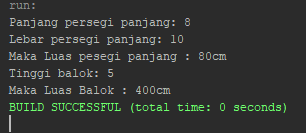 run:
Panjang persegi panjang: 8
Lebar persegi panjang: 10
Maka Luas pesegi panjang : 80cm
Tinggi balok: 5
Maka Luas Balok : 400cm
BUILD SUCCESSFUL (total time: 0 seconds)